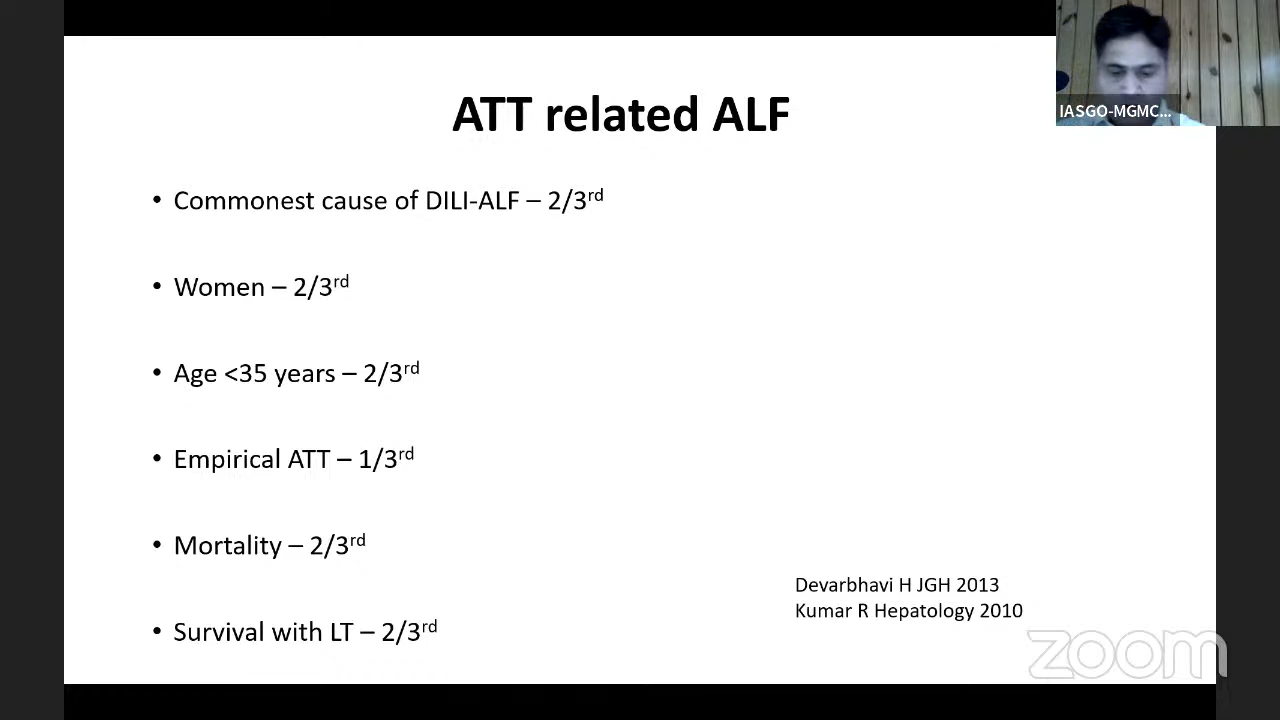 ATT related ALF
IASGO-MGMC...
• Commonest cause of DILI-ALF – 2/3rd
• Women – 2/3rd
• Age <35 years – 2/3rd
• Empirical ATT – 1/3rd
• Mortality – 2/3rd
• Survival with LT – 2/3rd
Devarbhavi H JGH 2013
Kumar R Hepatology 2010
zoom